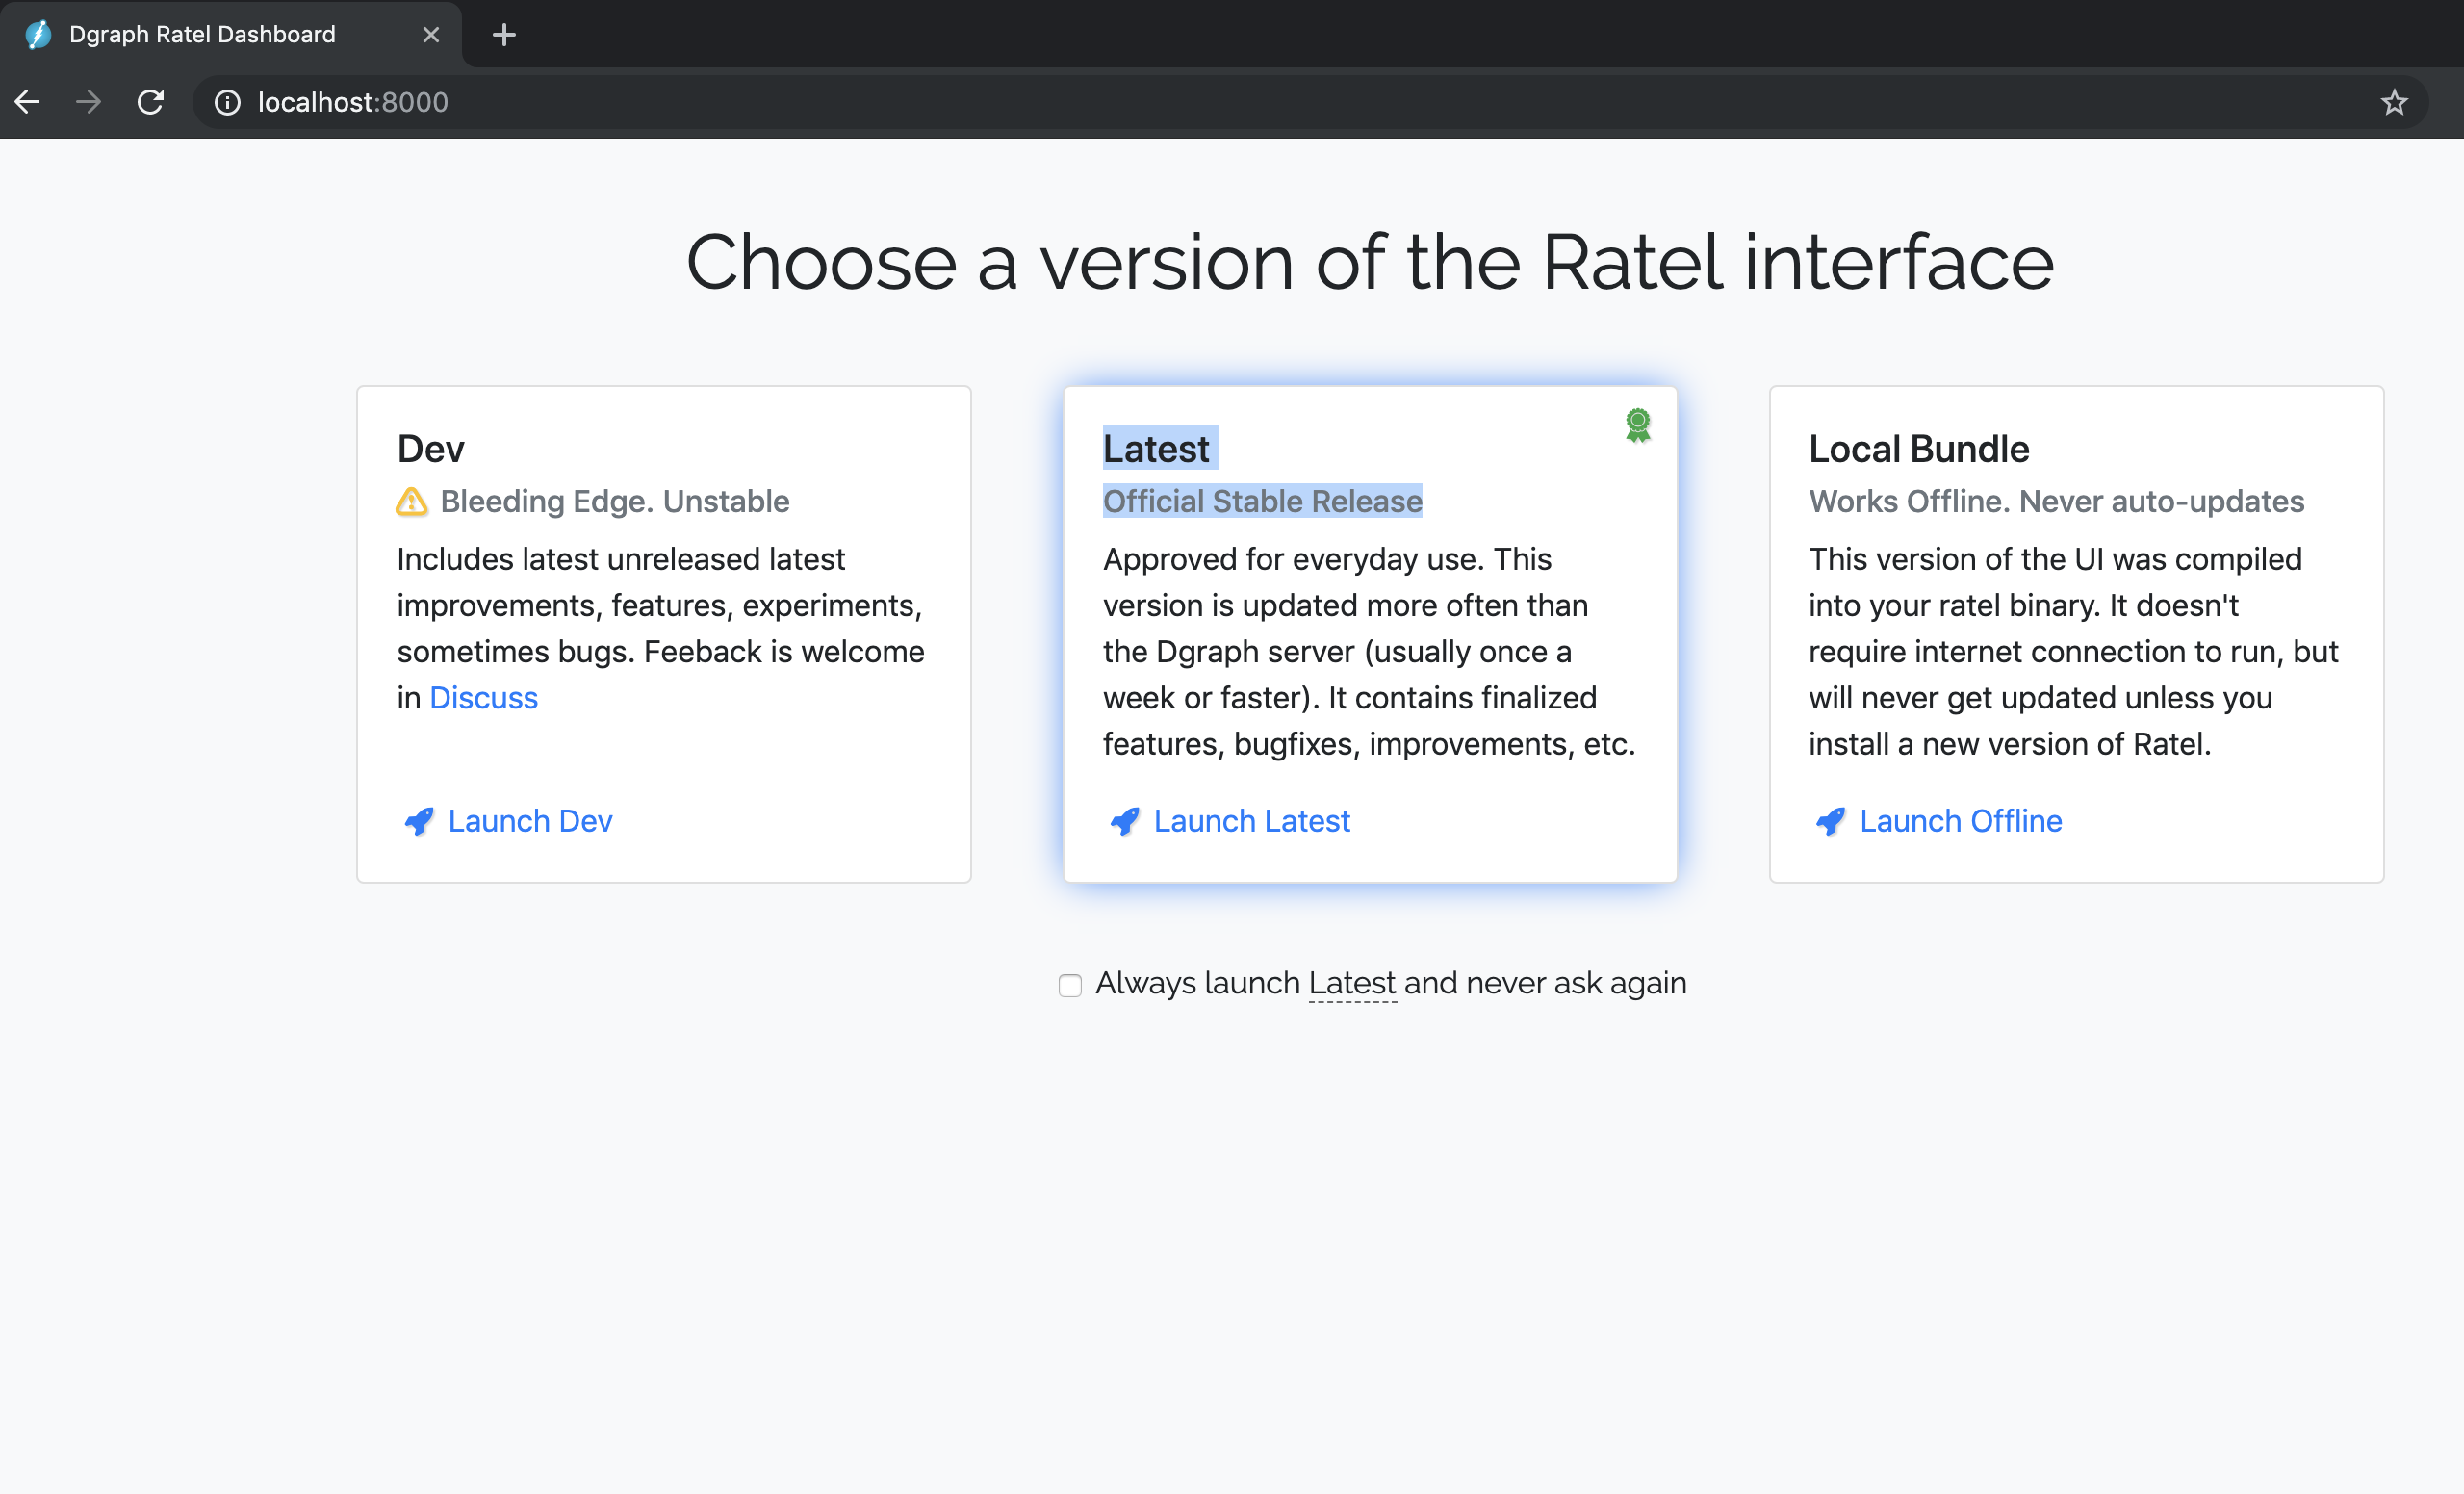 Dgraph Ratel Dashboard
localhost:8000
Choose a version of the Ratel interface
Dev
Bleeding Edge. Unstable
Includes latest unreleased latest
improvements, features, experiments,
sometimes bugs. Feeback is welcome
in Discuss
Launch Dev
Latest
Official Stable Release
Approved for everyday use. This
version is updated more often than
the Dgraph server (usually once a
week or faster). It contains finalized
features, bugfixes, improvements, etc.
Launch Latest
Local Bundle
Works Offline. Never auto-updates
This version of the UI was compiled
into your ratel binary. It doesn't
require internet connection to run, but
will never get updated unless you
install a new version of Ratel.
Launch Offline
Always launch Latest and never ask again